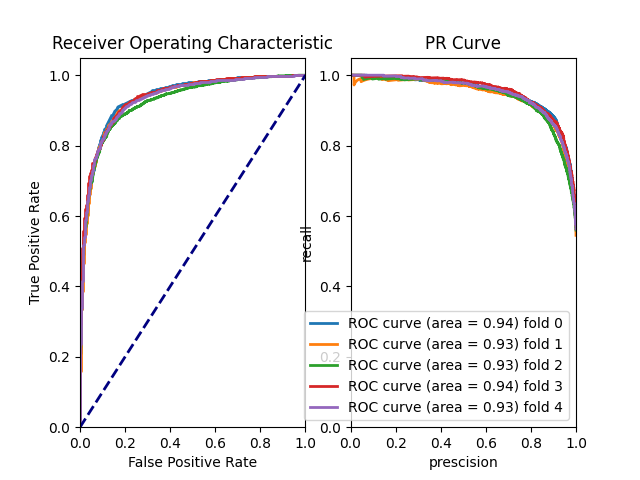 Receiver Operating Characteristic
1.0
0.8
0.6
0.4
0.2
0.0
True Positive Rate
0.0 0.2 0.4 0.6 0.8 1.0
False Positive Rate
PR Curve
1.0
0.8
0.6
0.4
0.2
0.0
recall
0.0 0.2 0.4 0.6 0.8 1.0
prescision
ROC curve (area = 0.94) fold 0
ROC curve (area = 0.93) fold 1
ROC curve (area = 0.93) fold 2
ROC curve (area = 0.94) fold 3
ROC curve (area = 0.93) fold 4